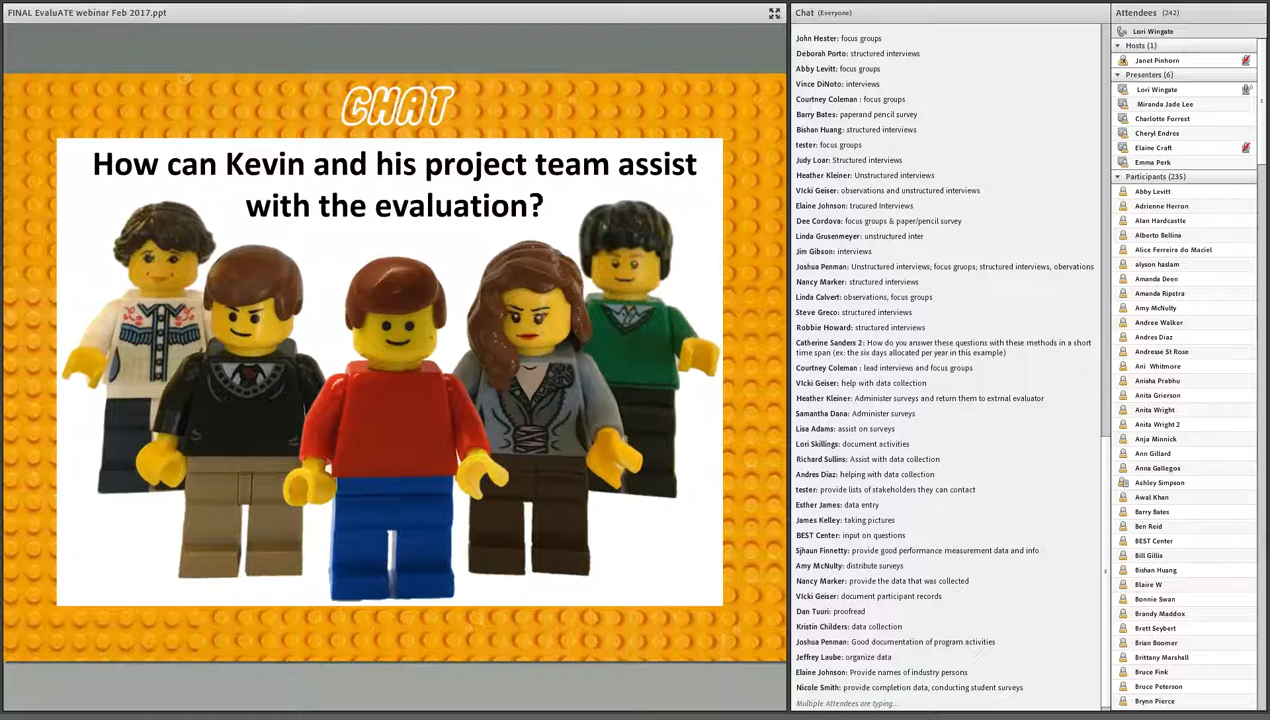 FINAL EvaluATE webinar Feb 2017.ppt
CHAT
How can Kevin and his project team assist
with the evaluation?
Chat (Everyone)
John Hester: focus groups
Deborah Porto: structured interviews
Abby Levitt: focus groups
Vince DiNoto: interviews
Courtney Coleman : focus groups
Barry Bates: paperand pencil survey
Bishan Huang: structured interviews
tester: focus groups
Judy Loar: Structured interviews
Heather Kleiner: Unstructured interviews
VIcki Geiser: observations and unstructured interviews
Elaine Johnson: trucured Interviews
Dee Cordova: focus groups & paper/pencil survey
Linda Grusenmeyer: unstructured inter
Jim Gibson: interviews
Joshua Penman: Unstructured interviews; focus gruops; structured interviews, obervations
Nancy Marker: structured interviews
Linda Calvert: observations, focus groups
Steve Greco: structured interviews
Robbie Howard: structured interviews
Catherine Sanders 2: How do you answer these questions with these methods in a short
time span (ex: the six days allocated per year in this example)
Courtney Coleman : lead interviews and focus groups
VIcki Geiser: help with data collection
Heather Kleiner: Administer surveys and return them to extrnal evaluator
Samantha Dana: Administer surveys
Lisa Adams: assist on surveys
Lori Skillings: document activities
Richard Sullins: Assist with data collection
Andres Diaz: helping with data collection
tester: provide lists of stakeholders they can contact
Esther James: data entry
James Kelley: taking pictures
BEST Center: input on questions
Sjhaun Finnetty: provide good performance measurement data and info
Amy McNulty: distribute surveys
Nancy Marker: provide the data that was collected
VIcki Geiser: document participant records
Dan Tuuri: proofread
Kristin Childers: data collection
Joshua Penman: Good documentation of program activities
Jeffrey Laube: organize data
Elaine Johnson: Provide names of industry persons
Nicole Smith: provide completion data, conducting student surveys
Multiple Attendees are typing...
Attendees (242)
Lori Wingate
Hosts (1)
Janet Pinhorn
Presenters (6)
Lori Wingate
Miranda Jade Lee
Charlotte Forrest
Cheryl Endres
Elaine Craft
Emma Perk
Participants (235)
Abby Levitt
Adrienne Herron
Alan Hardcastle
Alberto Bellina
Alice Ferreira do Maciel
alyson haslam
Amanda Deen
Amanda Ripstra
Amy McNulty
Andree Walker
Andres Diaz
Andresse St Rose
Ani Whitmore
Anisha Prabhu
Anita Grierson
Anita Wright
Anita Wright 2
Anja Minnick
Ann Gillard
Anna Gallegos
Ashley Simpson
Awal Khan
Barry Bates
Ben Reid
BEST Center
Bill Gillis
Bishan Huang
Blaire W
Bonnie Swan
Brandy Maddox
Brett Seybert
Brian Boomer
Brittany Marshall
Bruce Fink
Bruce Peterson
Brynn Pierce